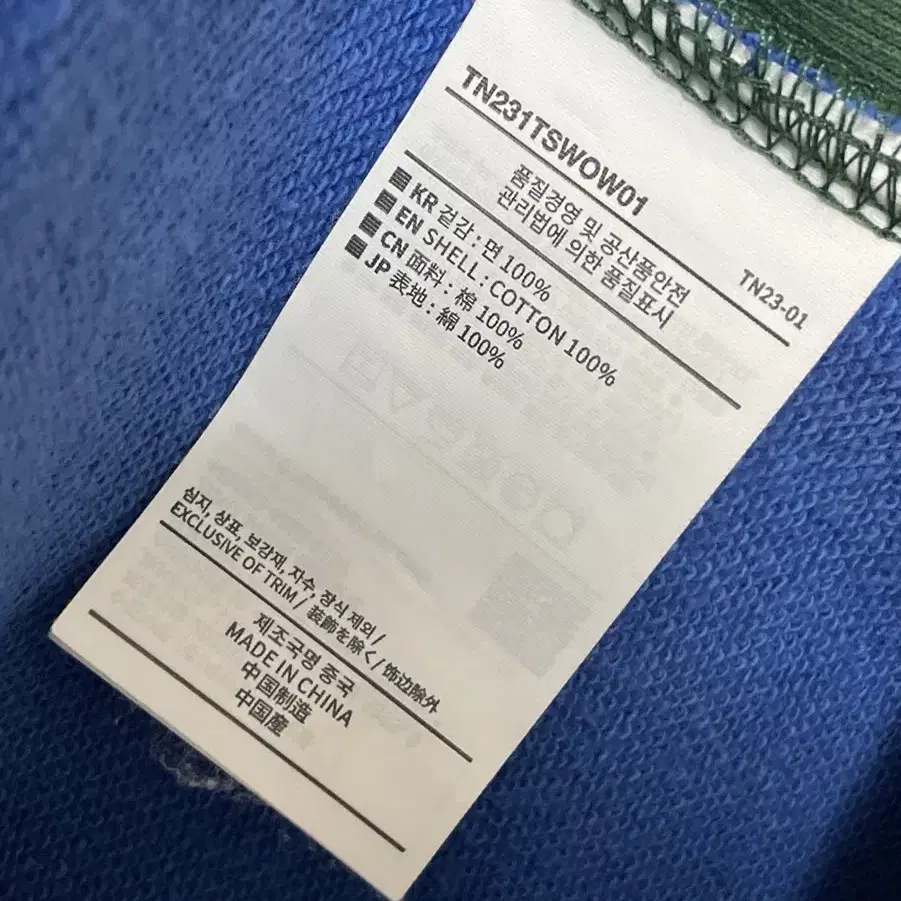 TN231TSWOW01
품질경영 및 공산품안전
관리법에 의한 품질표시
TN23-01
KR 겉감 : 면 100%
EN SHELL : COTTON 100%
CN 面料 : 棉 100%
JP 表地 : 綿 100%
심지, 상표, 보강재, 자수, 장식 제외/
EXCLUSIVE OF TRIM/ 装飾を除く/ 饰边除外
제조국명 중국
MADE IN CHINA
中国制造
中国産